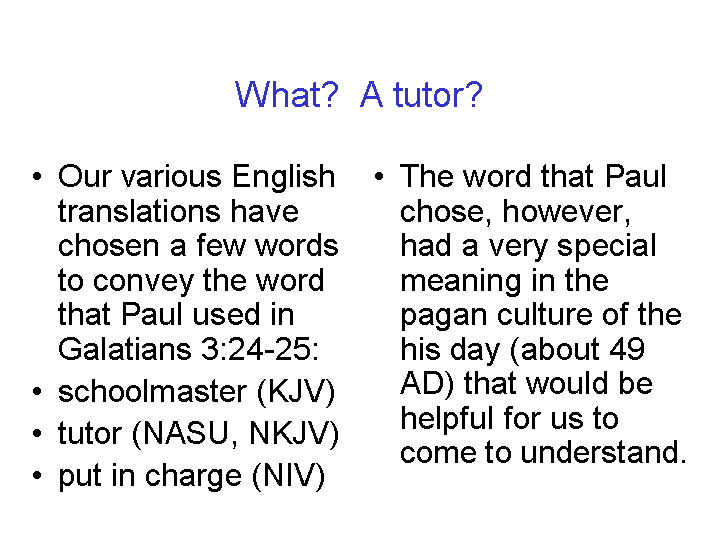 What?  A tutor?
• Our various English
translations have
chosen a few words
to convey the word
that Paul used in
Galatians 3:24-25:
• schoolmaster (KJV)
• tutor (NASU, NKJV)
• put in charge (NIV)
• The word that Paul
chose, however,
had a very special
meaning in the
pagan culture of the
his day (about 49
AD) that would be
helpful for us to
come to understand.